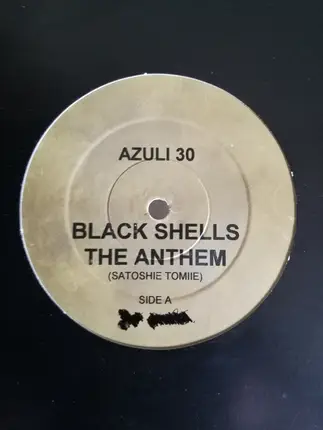 AZULI 30
BLACK SHELLS
THE ANTHEM
(SATOSHIE TOMIIE)
SIDE A